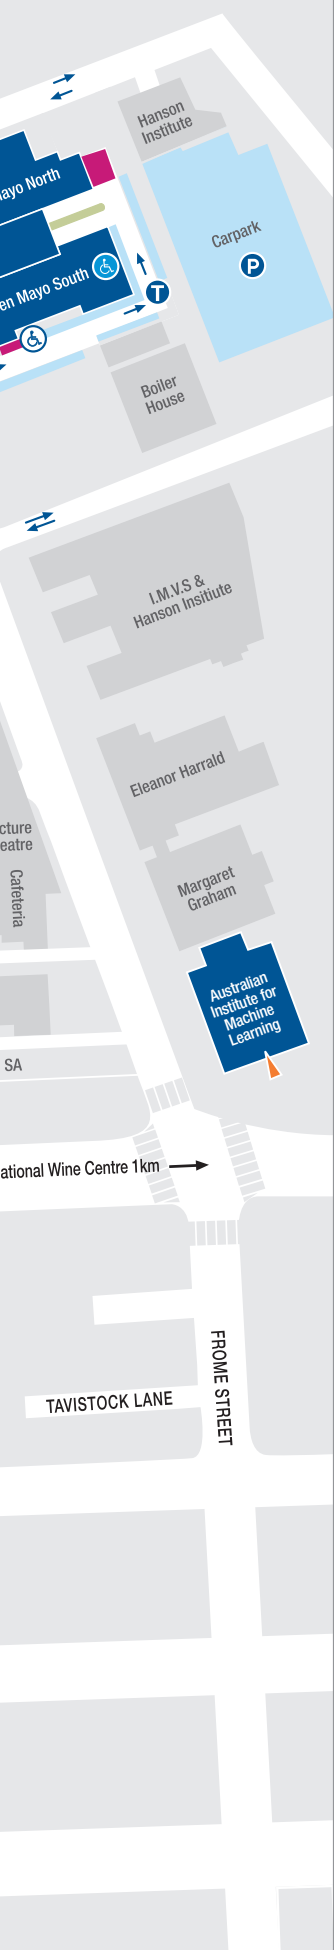 Hanson
Institute
ayo North
Carpark
P
en Mayo South
T
Boiler
House
I.M.V.S &
Hanson Insitiute
Eleanor Harrald
cture
eatre
Cafeteria
Margaret
Graham
Australian
Institute for
Machine
Learning
SA
ational Wine Centre 1km
FROME STREET
TAVISTOCK LANE